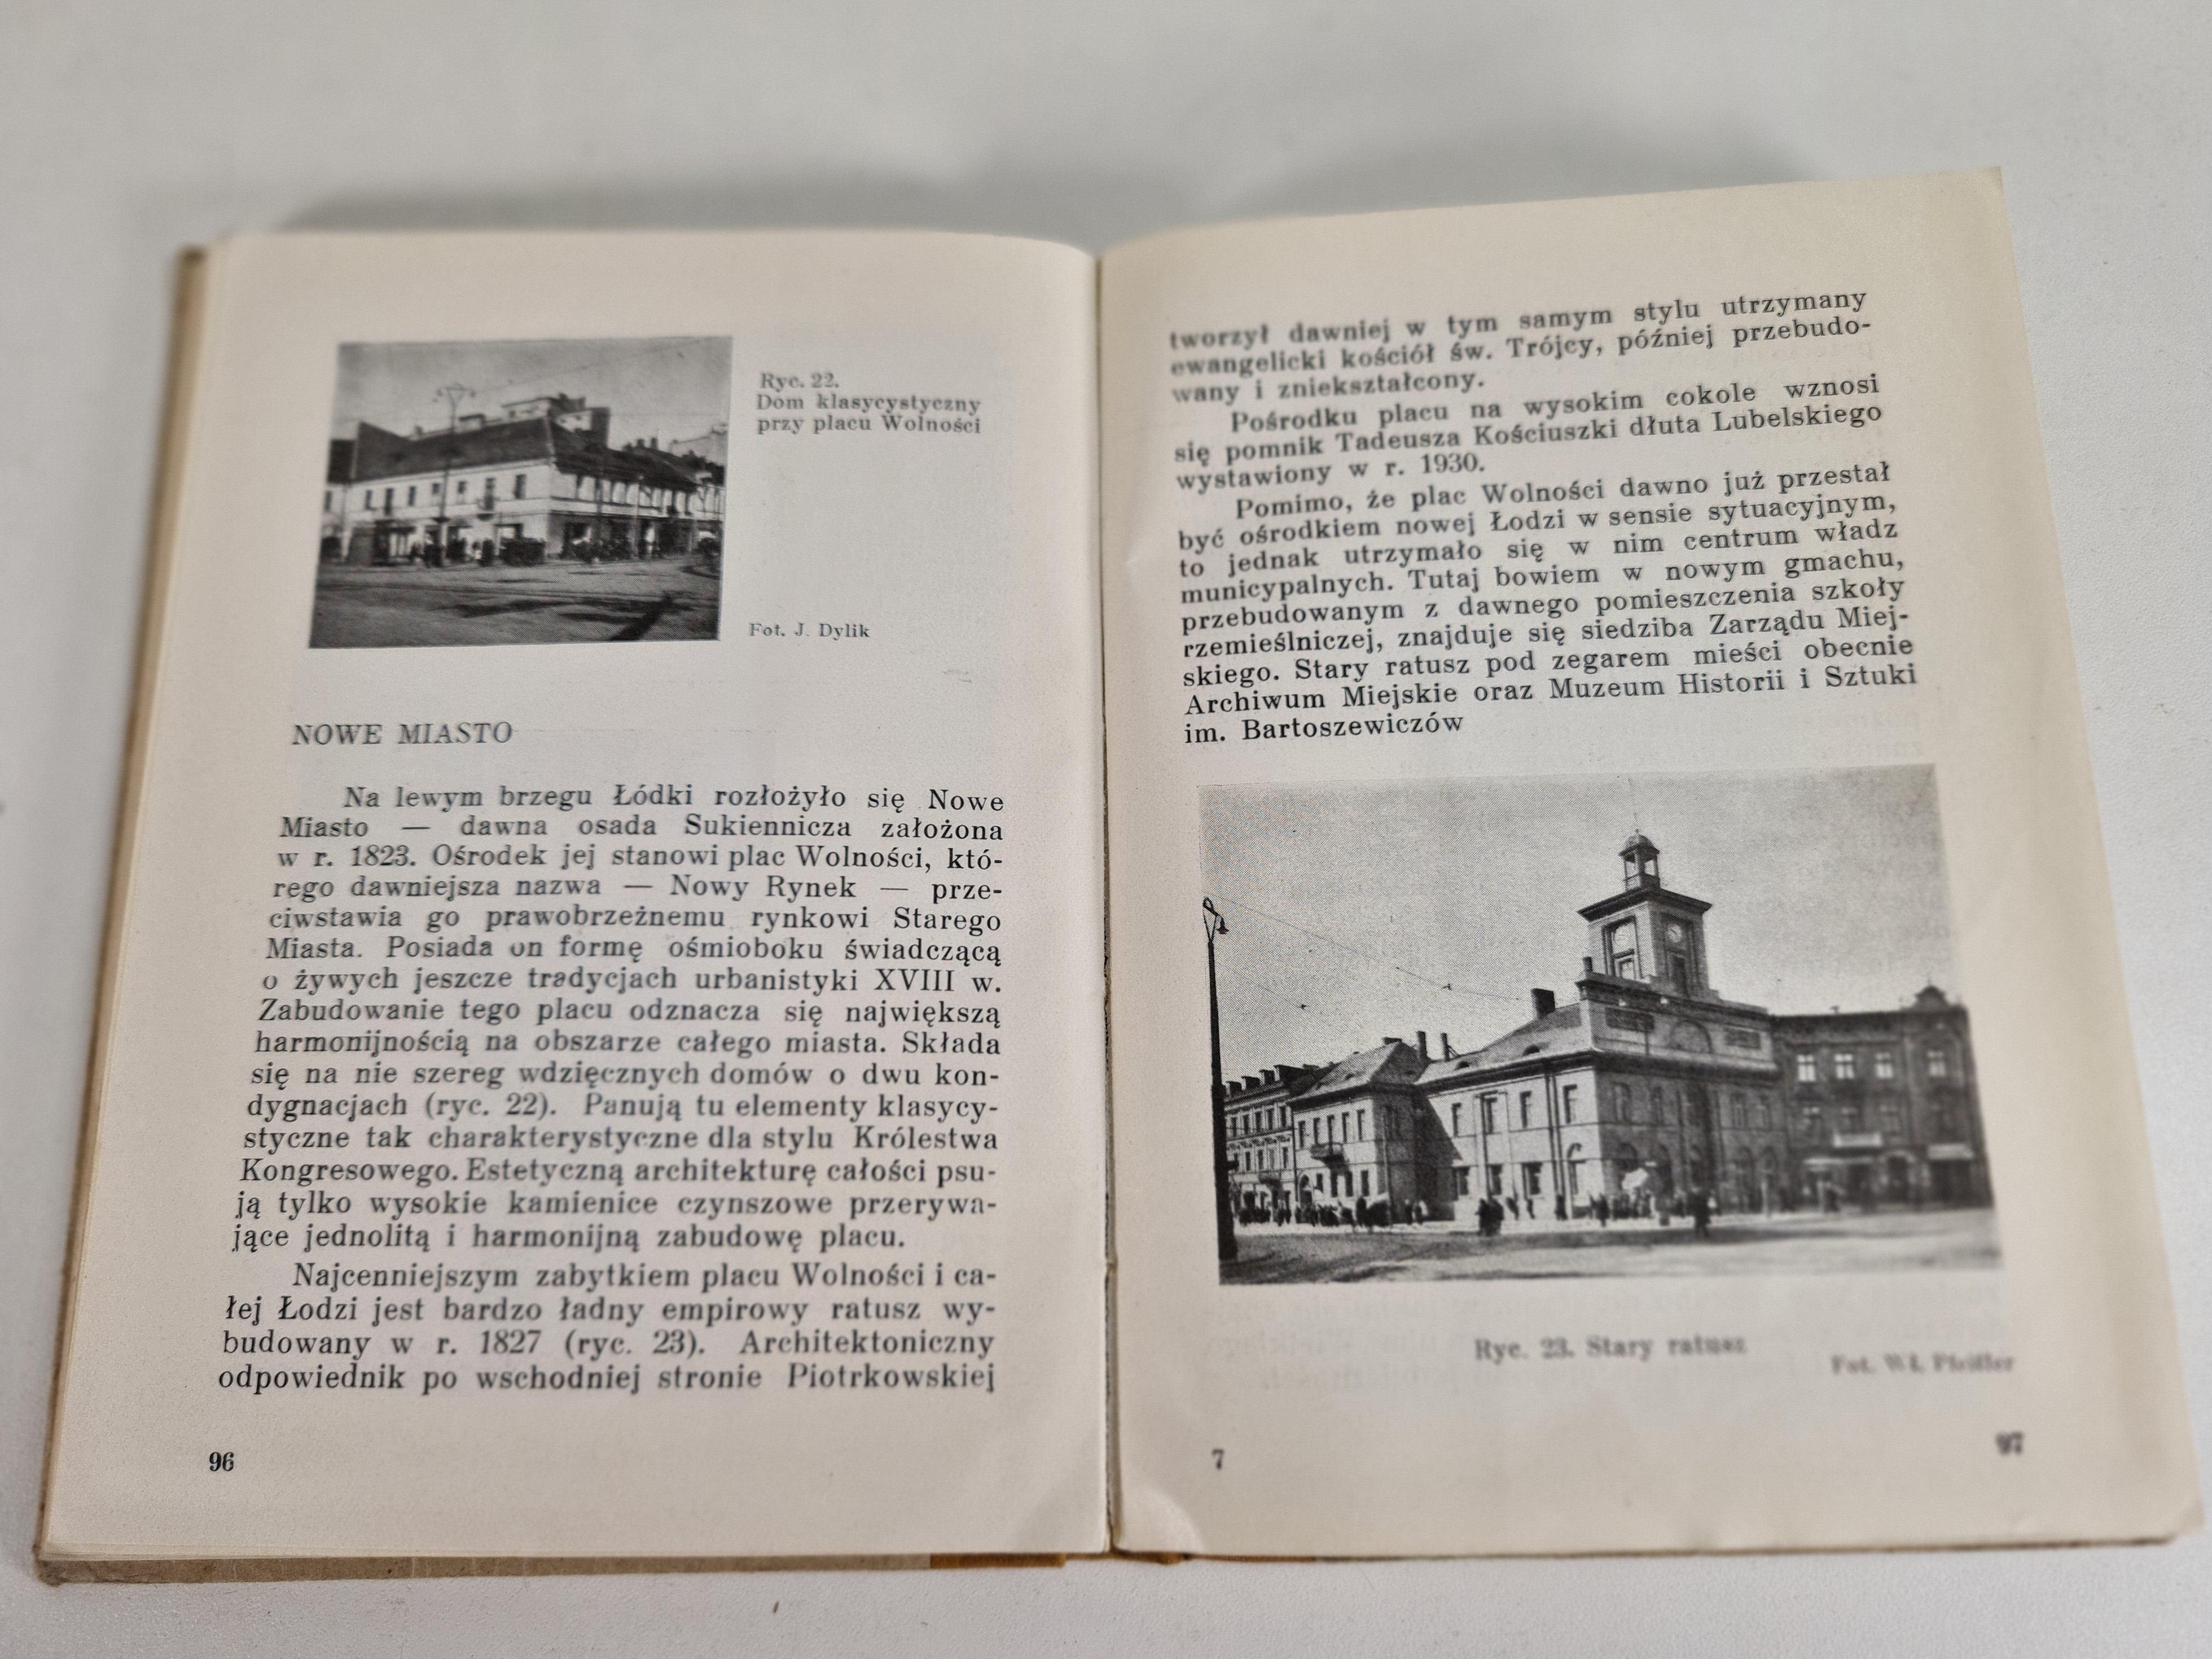 Ryc. 22.
Dom klasycystyczny
przy placu Wolności
Fot. J. Dylik
NOWE MIASTO
Na lewym brzegu Łódki rozłożyło się Nowe
Miasto — dawna osada Sukiennicza założona
w r. 1823. Ośrodek jej stanowi plac Wolności, któ-
rego dawniejsza nazwa — Nowy Rynek — prze-
ciwstawia go prawobrzeżnemu rynkowi Starego
Miasta. Posiada on formę ośmioboku świadczącą
o żywych jeszcze tradycjach urbanistyki XVIII w.
Zabudowanie tego placu odznacza się największą
harmonijnością na obszarze całego miasta. Składa
się na nie szereg wdzięcznych domów o dwu kon-
dygnacjach (ryc. 22). Panują tu elementy klasycy-
styczne tak charakterystyczne dla stylu Królestwa
Kongresowego. Estetyczną architekturę całości psu-
ją tylko wysokie kamienice czynszowe przerywa-
jące jednolitą i harmonijną zabudowę placu.
Najcenniejszym zabytkiem placu Wolności i ca-
łej Łodzi jest bardzo ładny empirowy ratusz wy-
budowany w r. 1827 (ryc. 23). Architektoniczny
odpowiednik po wschodniej stronie Piotrkowskiej
96
tworzył dawniej w tym samym stylu utrzymany
ewangelicki kościół św. Trójcy, później przebudo-
wany i zniekształcony.
Pośrodku placu na wysokim cokole wznosi
się pomnik Tadeusza Kościuszki dłuta Lubelskiego
wystawiony w r. 1930.
Pomimo, że plac Wolności dawno już przestał
być ośrodkiem nowej Łodzi w sensie sytuacyjnym,
to jednak utrzymało się w nim centrum władz
municypalnych. Tutaj bowiem w nowym gmachu,
przebudowanym z dawnego pomieszczenia szkoły
rzemieślniczej, znajduje się siedziba Zarządu Miej-
skiego. Stary ratusz pod zegarem mieści obecnie
Archiwum Miejskie oraz Muzeum Historii i Sztuki
im. Bartoszewiczów
Ryc. 23. Stary ratusz
Fot. Wł. Pfeiffer
7
97